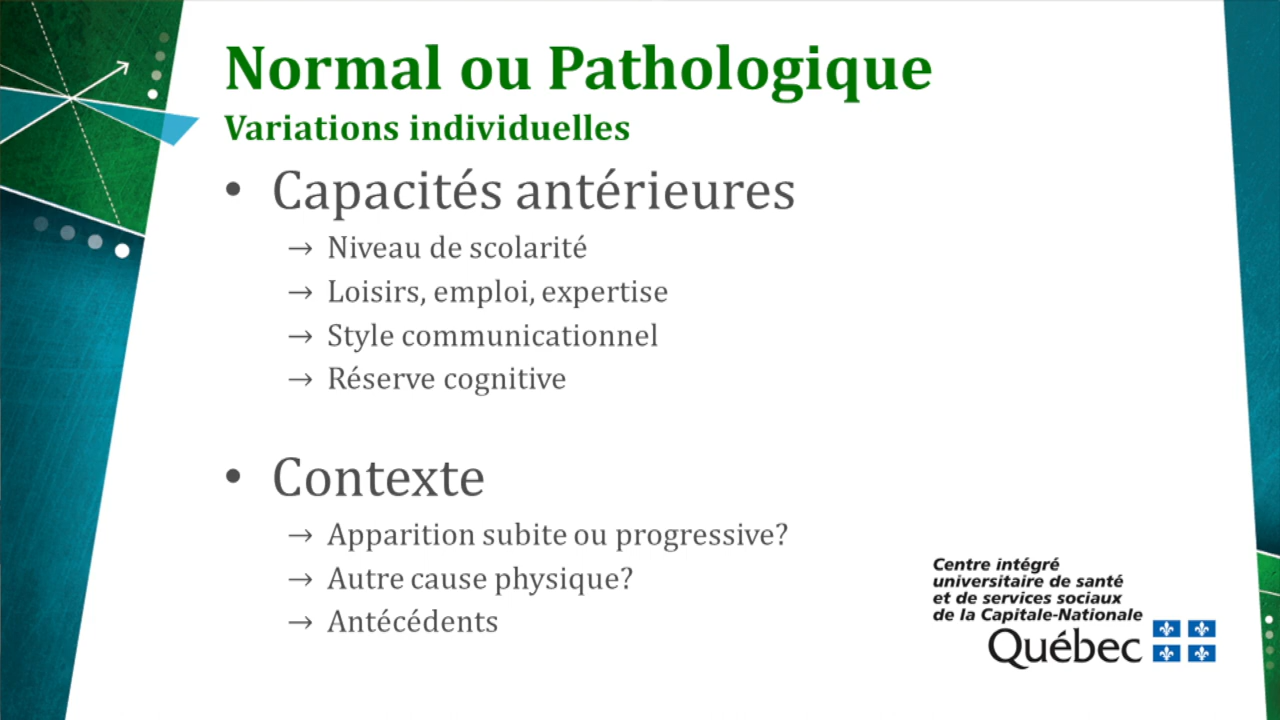 Normal ou Pathologique
Variations individuelles
• Capacités antérieures
→ Niveau de scolarité
→ Loisirs, emploi, expertise
→ Style communicationnel
→ Réserve cognitive
• Contexte
→ Apparition subite ou progressive?
→ Autre cause physique?
→ Antécédents
Centre intégré
universitaire de santé
et de services sociaux
de la Capitale-Nationale
Québec